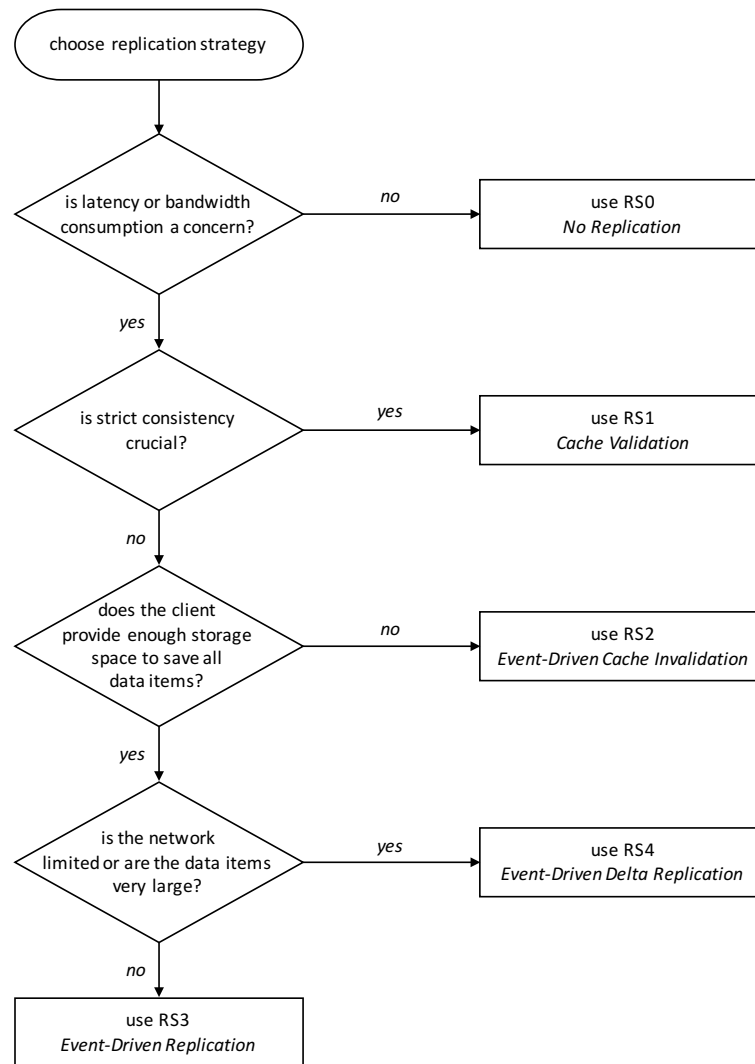 choose replication strategy
is latency or bandwidth
consumption a concern?
no
use RS0
No Replication
yes
is strict consistency
crucial?
yes
use RS1
Cache Validation
no
does the client
provide enough storage
space to save all
data items?
no
use RS2
Event-Driven Cache Invalidation
yes
is the network
limited or are the data items
very large?
yes
use RS4
Event-Driven Delta Replication
no
use RS3
Event-Driven Replication